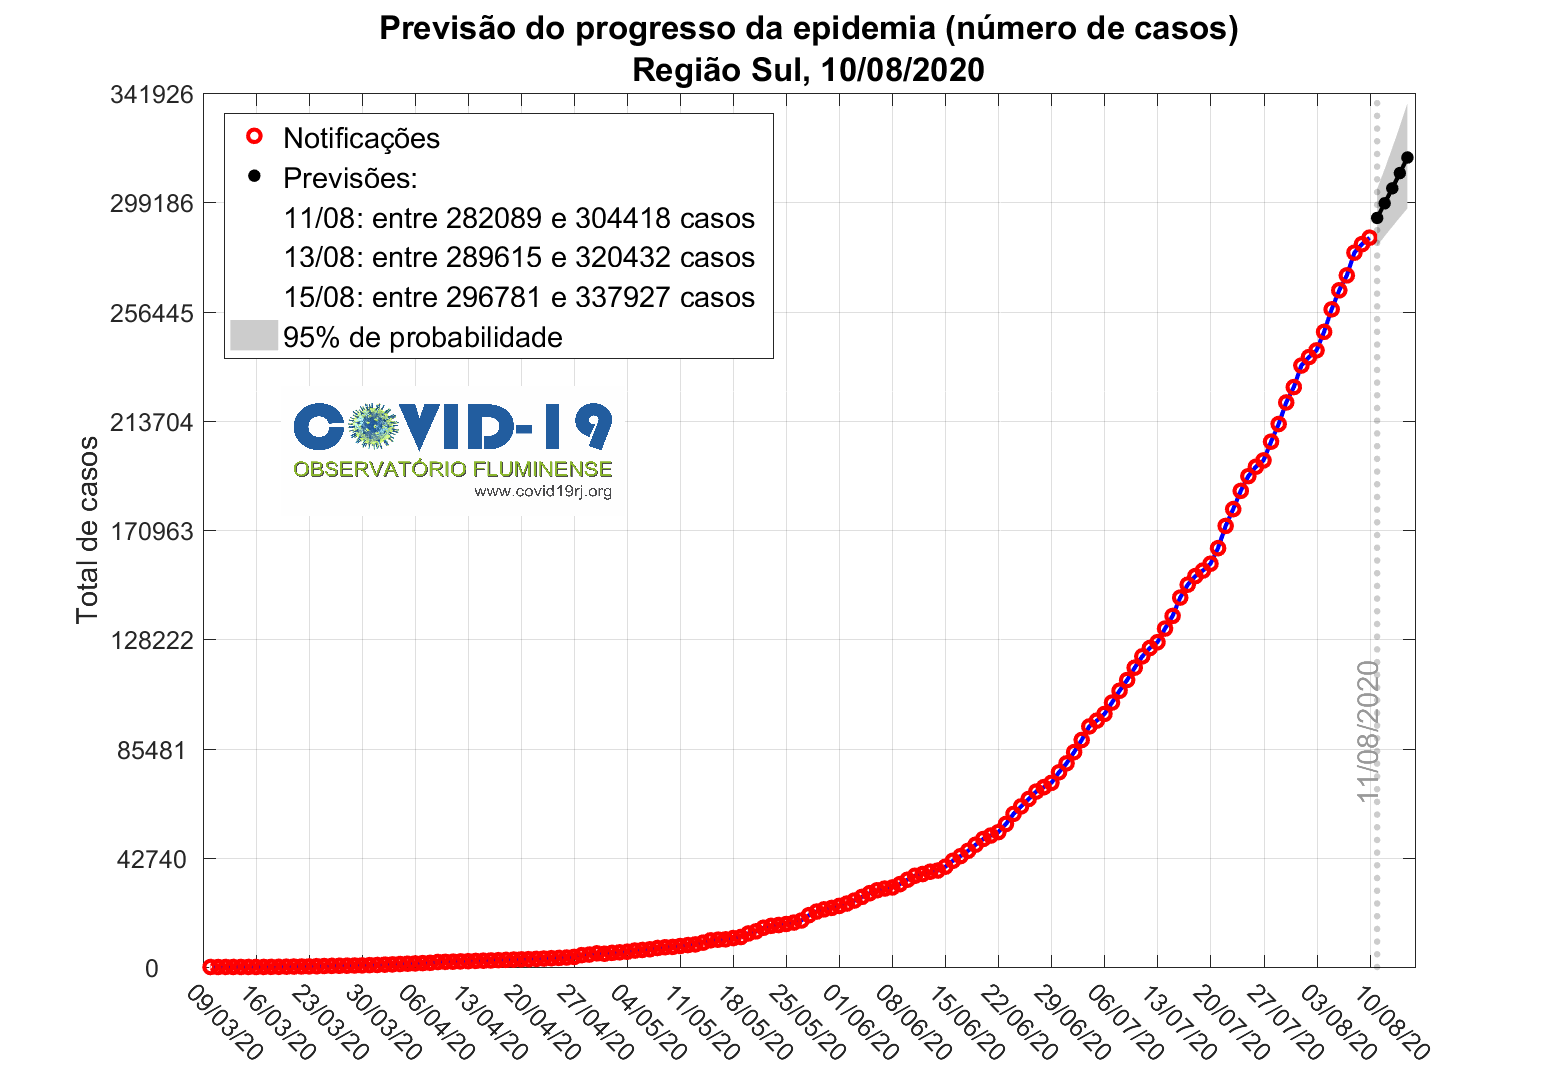 Previsão do progresso da epidemia (número de casos)
Região Sul, 10/08/2020
341926
299186
256445
213704
170963
128222
85481
42740
0
Total de casos
Notificações
Previsões:
11/08: entre 282089 e 304418 casos
13/08: entre 289615 e 320432 casos
15/08: entre 296781 e 337927 casos
95% de probabilidade
COVID-19
OBSERVATÓRIO FLUMINENSE
www.covid19rj.org
11/08/2020
09/03/20
16/03/20
23/03/20
30/03/20
06/04/20
13/04/20
20/04/20
27/04/20
04/05/20
11/05/20
18/05/20
25/05/20
01/06/20
08/06/20
15/06/20
22/06/20
29/06/20
06/07/20
13/07/20
20/07/20
27/07/20
03/08/20
10/08/20